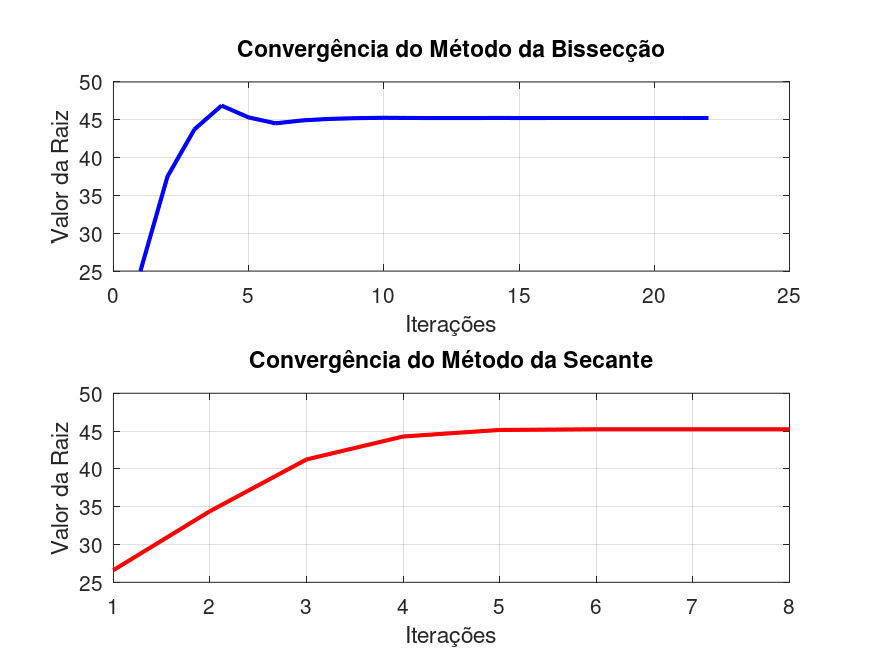 Convergência do Método da Bissecção
50
45
40
35
30
25
Valor da Raiz
0 5 10 15 20 25
Iterações
Convergência do Método da Secante
50
45
40
35
30
25
Valor da Raiz
1 2 3 4 5 6 7 8
Iterações